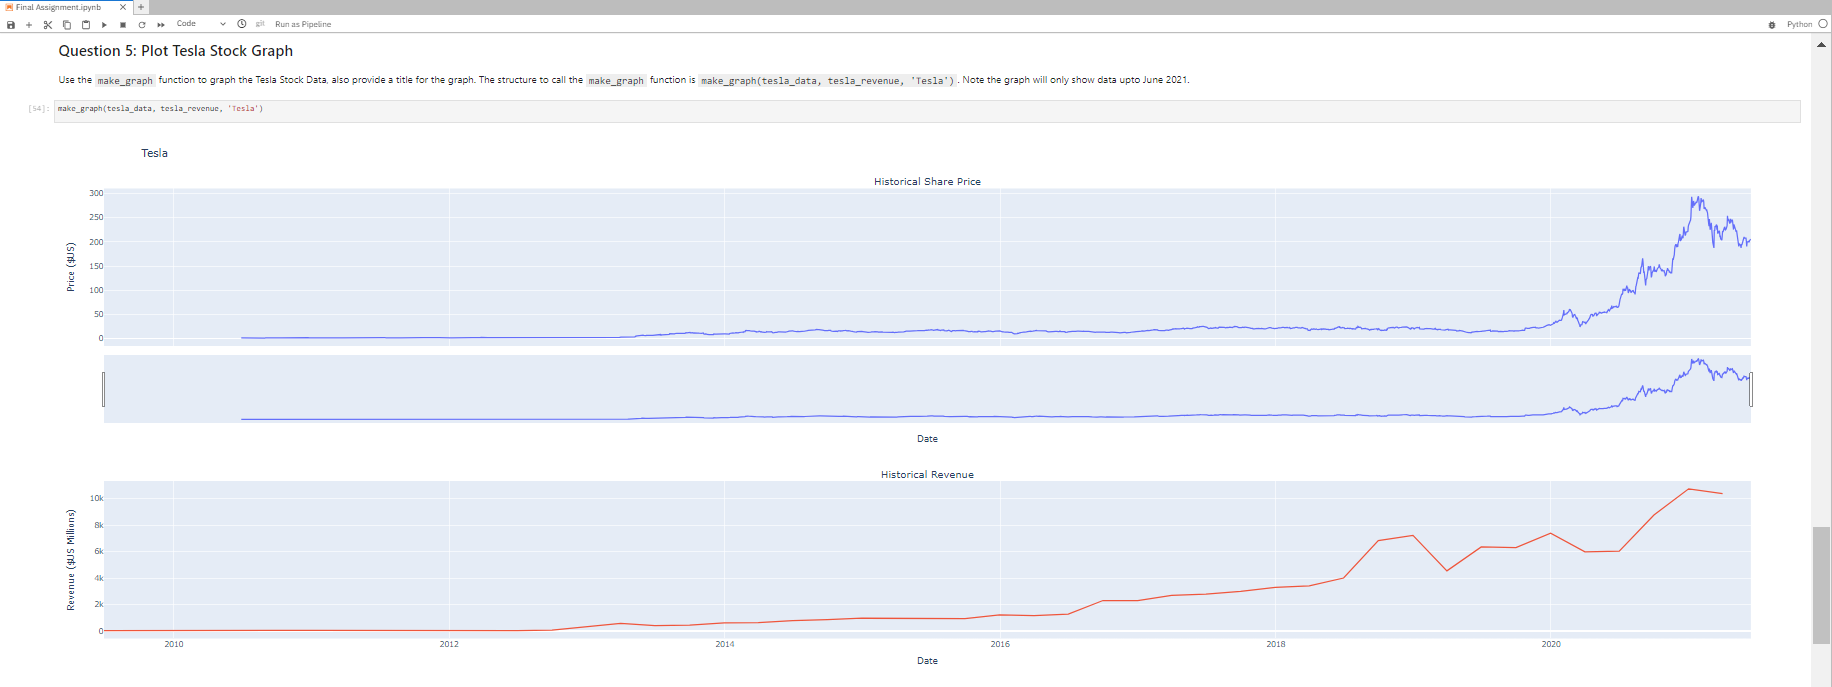 Final Assignment.ipynb
Code git Run as Pipeline Python
Question 5: Plot Tesla Stock Graph
Use the make_graph function to graph the Tesla Stock Data, also provide a title for the graph. The structure to call the make_graph function is make_graph(tesla_data, tesla_revenue, 'Tesla'). Note the graph will only show data upto June 2021.
[54]: make_graph(tesla_data, tesla_revenue, 'Tesla')
Tesla
Historical Share Price
Price ($US)
300
250
200
150
100
50
0
Date
Historical Revenue
Revenue ($US Millions)
10k
8k
6k
4k
2k
0
2010 2012 2014 2016 2018 2020
Date